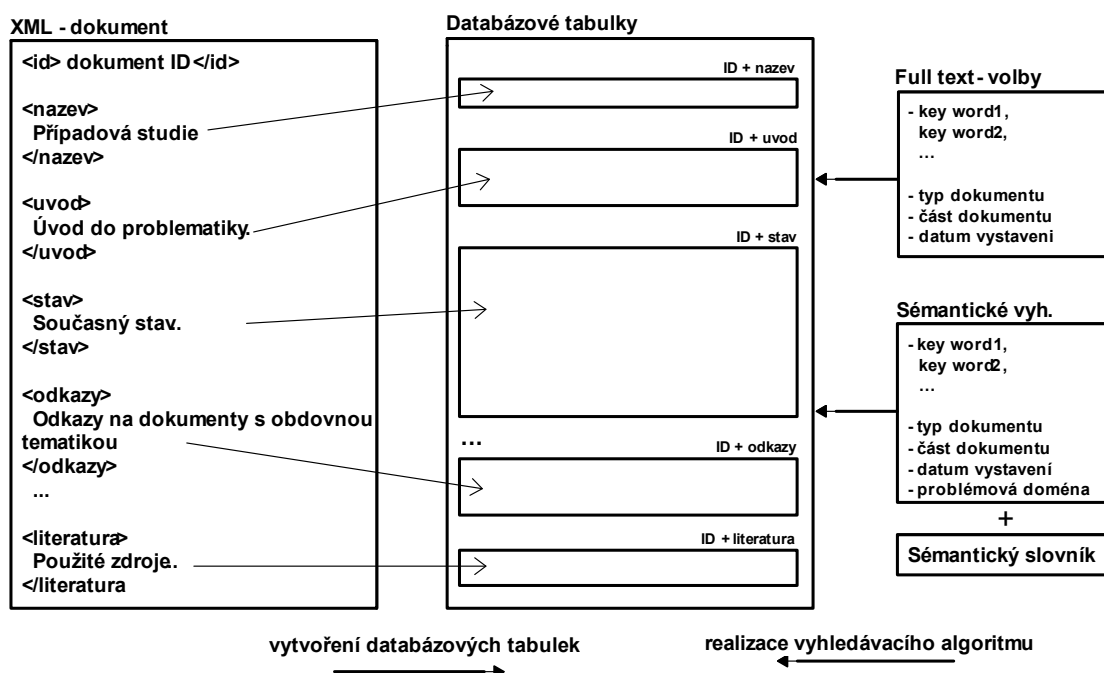 XML - dokument
<id> dokument ID</id>
<nazev>
Případová studie
</nazev>
<uvod>
Úvod do problematiky.
</uvod>
<stav>
Současný stav..
</stav>
<odkazy>
Odkazy na dokumenty s obdovnou
tematikou
</odkazy>
...
<literatura>
Použité zdroje..
</literatura
Databázové tabulky
ID + nazev
ID + uvod
ID + stav
...
ID + odkazy
ID + literatura
Full text - volby
- key word1,
key word2,
...
- typ dokumentu
- část dokumentu
- datum vystaveni
Sémantické vyh.
- key word1,
key word2,
...
- typ dokumentu
- část dokumentu
- datum vystavení
- problémová doména
+
Sémantický slovník
vytvoření databázových tabulek
realizace vyhledávacího algoritmu